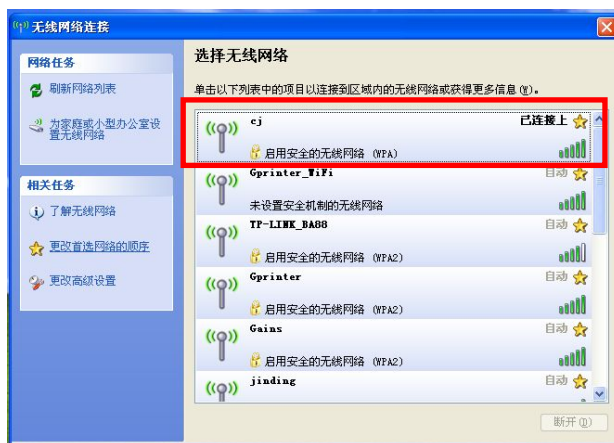 无线网络连接
网络任务
刷新网络列表
为家庭或小型办公室设
置无线网络
相关任务
了解无线网络
更改首选网络的顺序
更改高级设置
选择无线网络
单击以下列表中的项目以连接到区域内的无线网络或获得更多信息(W)。
cj 已连接上
启用安全的无线网络 (WPA)
Gprinter_WiFi 自动
未设置安全机制的无线网络
TP-LINK_BA88 自动
启用安全的无线网络 (WPA2)
Gprinter 自动
启用安全的无线网络 (WPA2)
Gains 自动
启用安全的无线网络 (WPA2)
jinding 自动
断开(D)